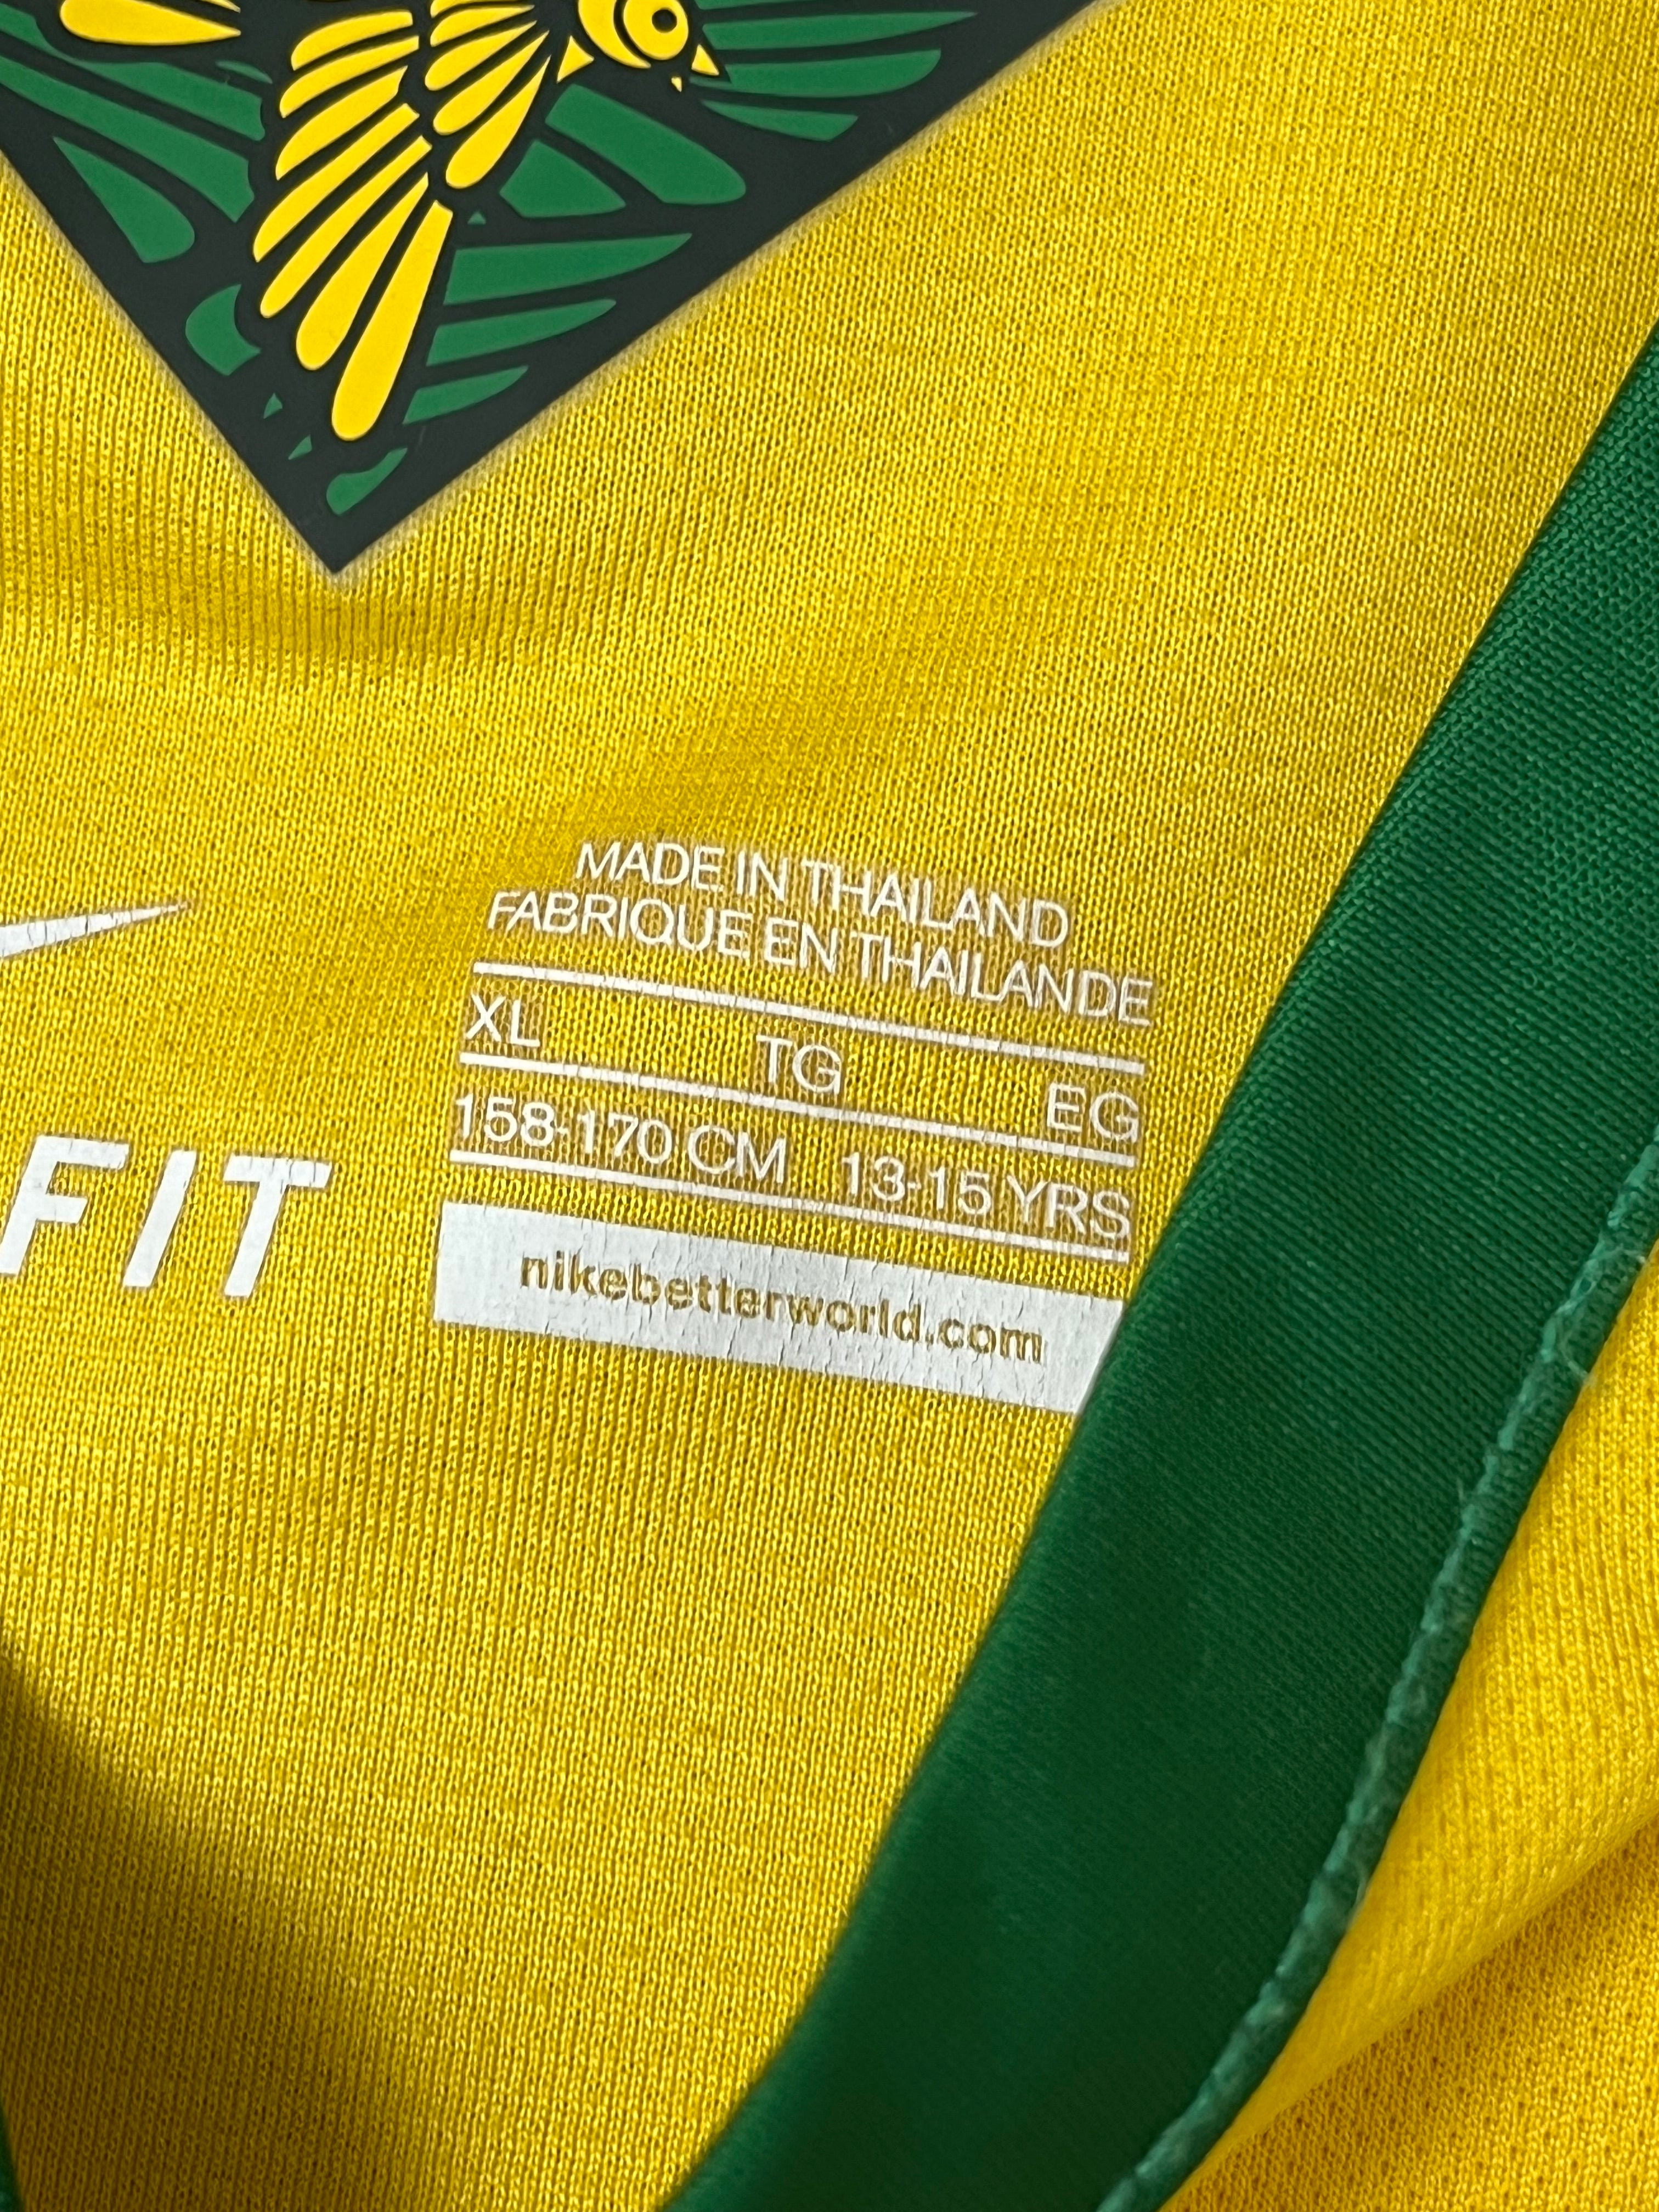 MADE IN THAILAND
FABRIQUE EN THAILANDE
XL TG EG
158-170 CM 13-15 YRS
FIT
nikebetterworld.com